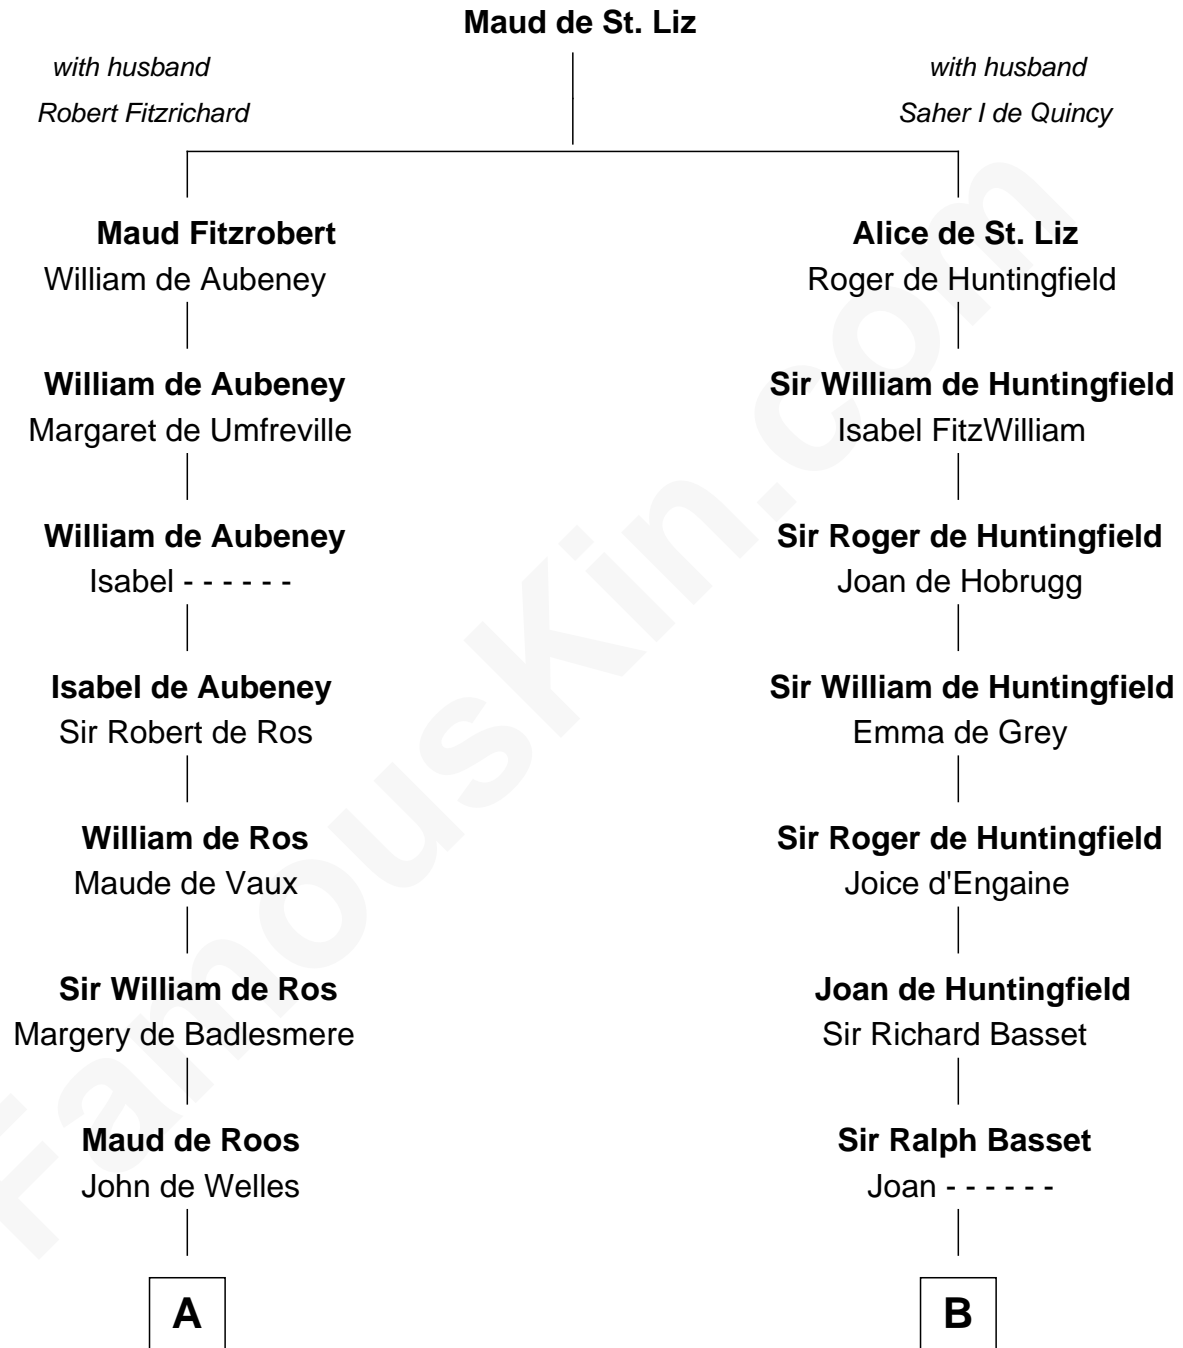 Maud de St. Liz
with husband
Robert Fitzrichard
with husband
Saher I de Quincy
Maud Fitzrobert
William de Aubeney
Alice de St. Liz
Roger de Huntingfield
William de Aubeney
Margaret de Umfreville
Sir William de Huntingfield
Isabel FitzWilliam
William de Aubeney
Isabel - - - - - -
Sir Roger de Huntingfield
Joan de Hobrugg
Isabel de Aubeney
Sir Robert de Ros
Sir William de Huntingfield
Emma de Grey
William de Ros
Maude de Vaux
Sir Roger de Huntingfield
Joice d'Engaine
Sir William de Ros
Margery de Badlesmere
Joan de Huntingfield
Sir Richard Basset
Maud de Roos
John de Welles
Sir Ralph Basset
Joan - - - - - -
A
B
FamousKin.com